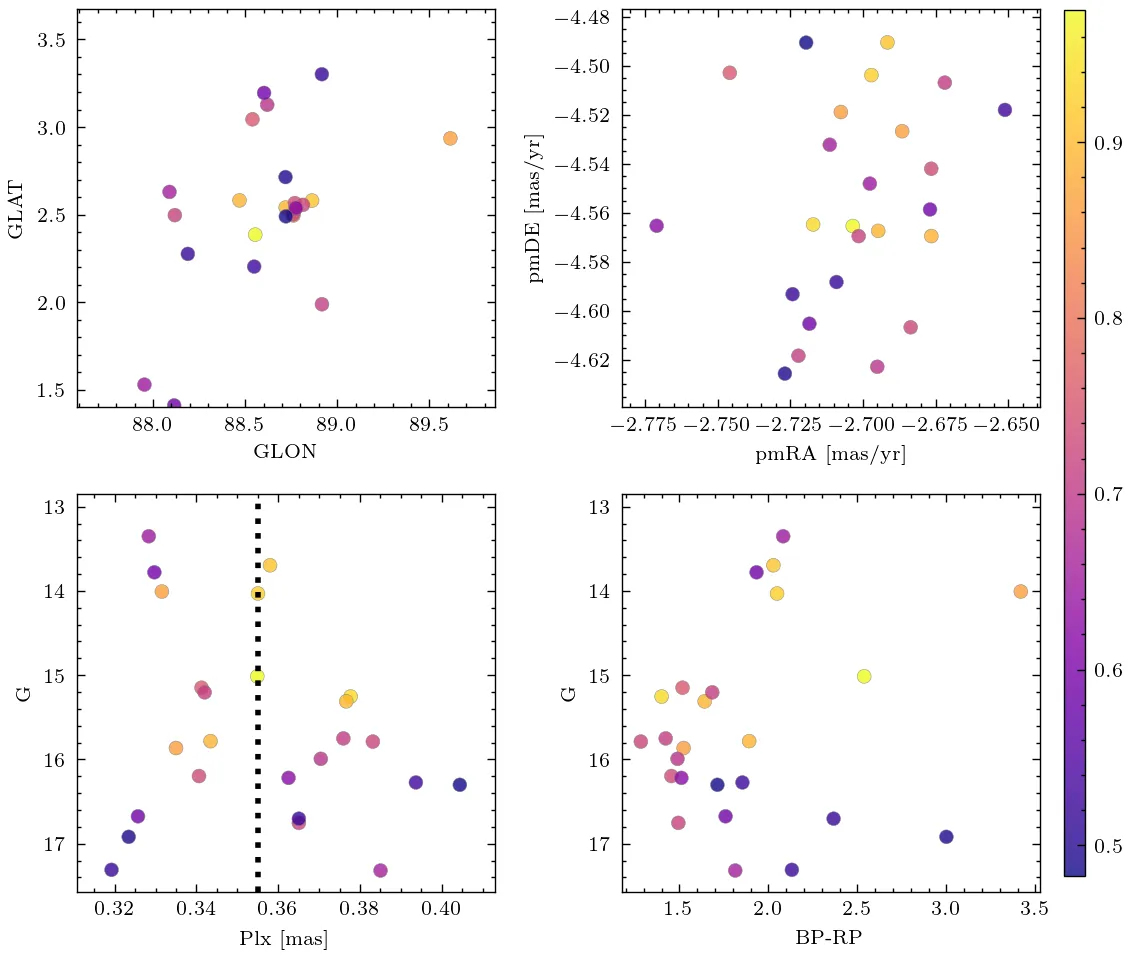 3.5
3.0
2.5
2.0
1.5
GLAT
88.0 88.5 89.0 89.5
GLON
−4.48
−4.50
−4.52
−4.54
−4.56
−4.58
−4.60
−4.62
pmDE [mas/yr]
−2.775 −2.750 −2.725 −2.700 −2.675 −2.650
pmRA [mas/yr]
13
14
15
16
17
G
0.32 0.34 0.36 0.38 0.40
Plx [mas]
13
14
15
16
17
G
1.5 2.0 2.5 3.0 3.5
BP-RP
0.9
0.8
0.7
0.6
0.5